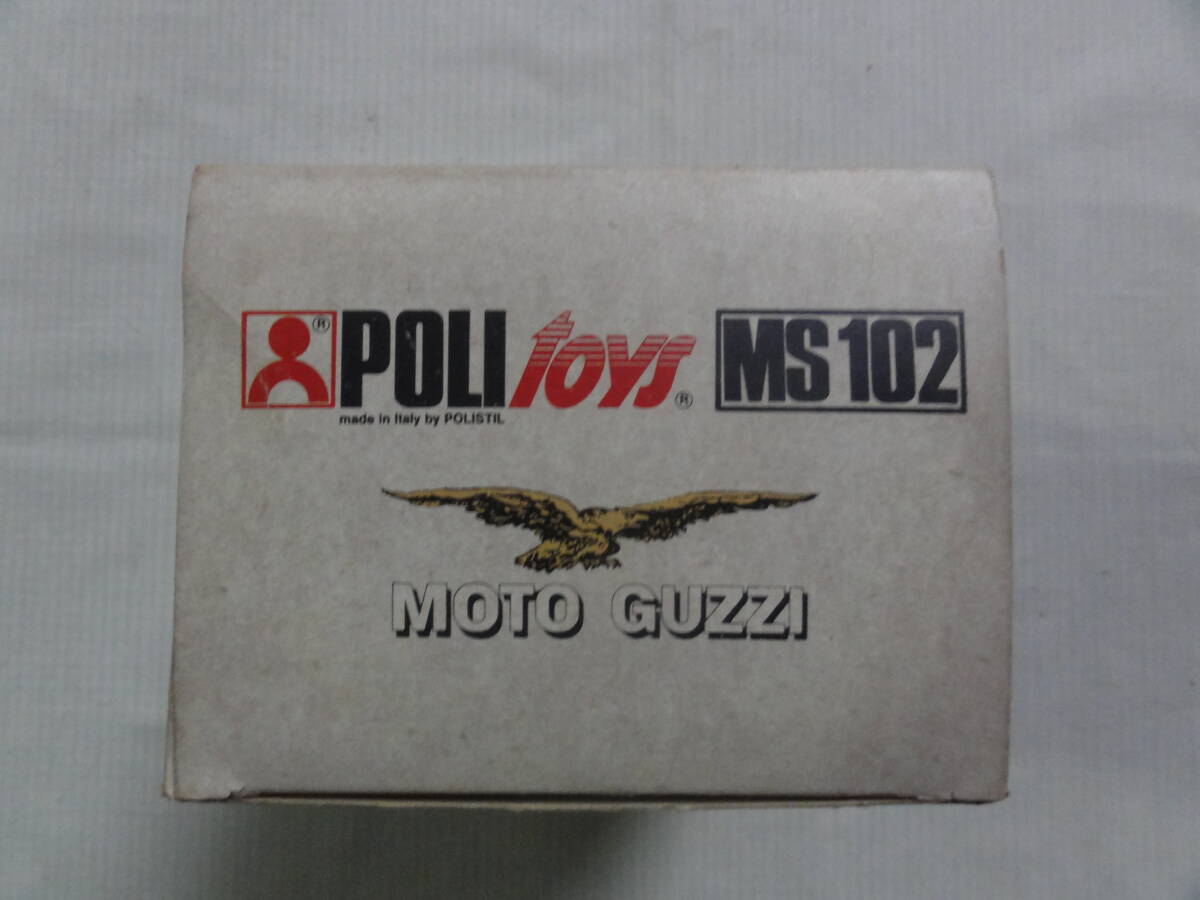 ® POLI toys ® MS 102
made in Italy by POLISTIL
MOTO GUZZI